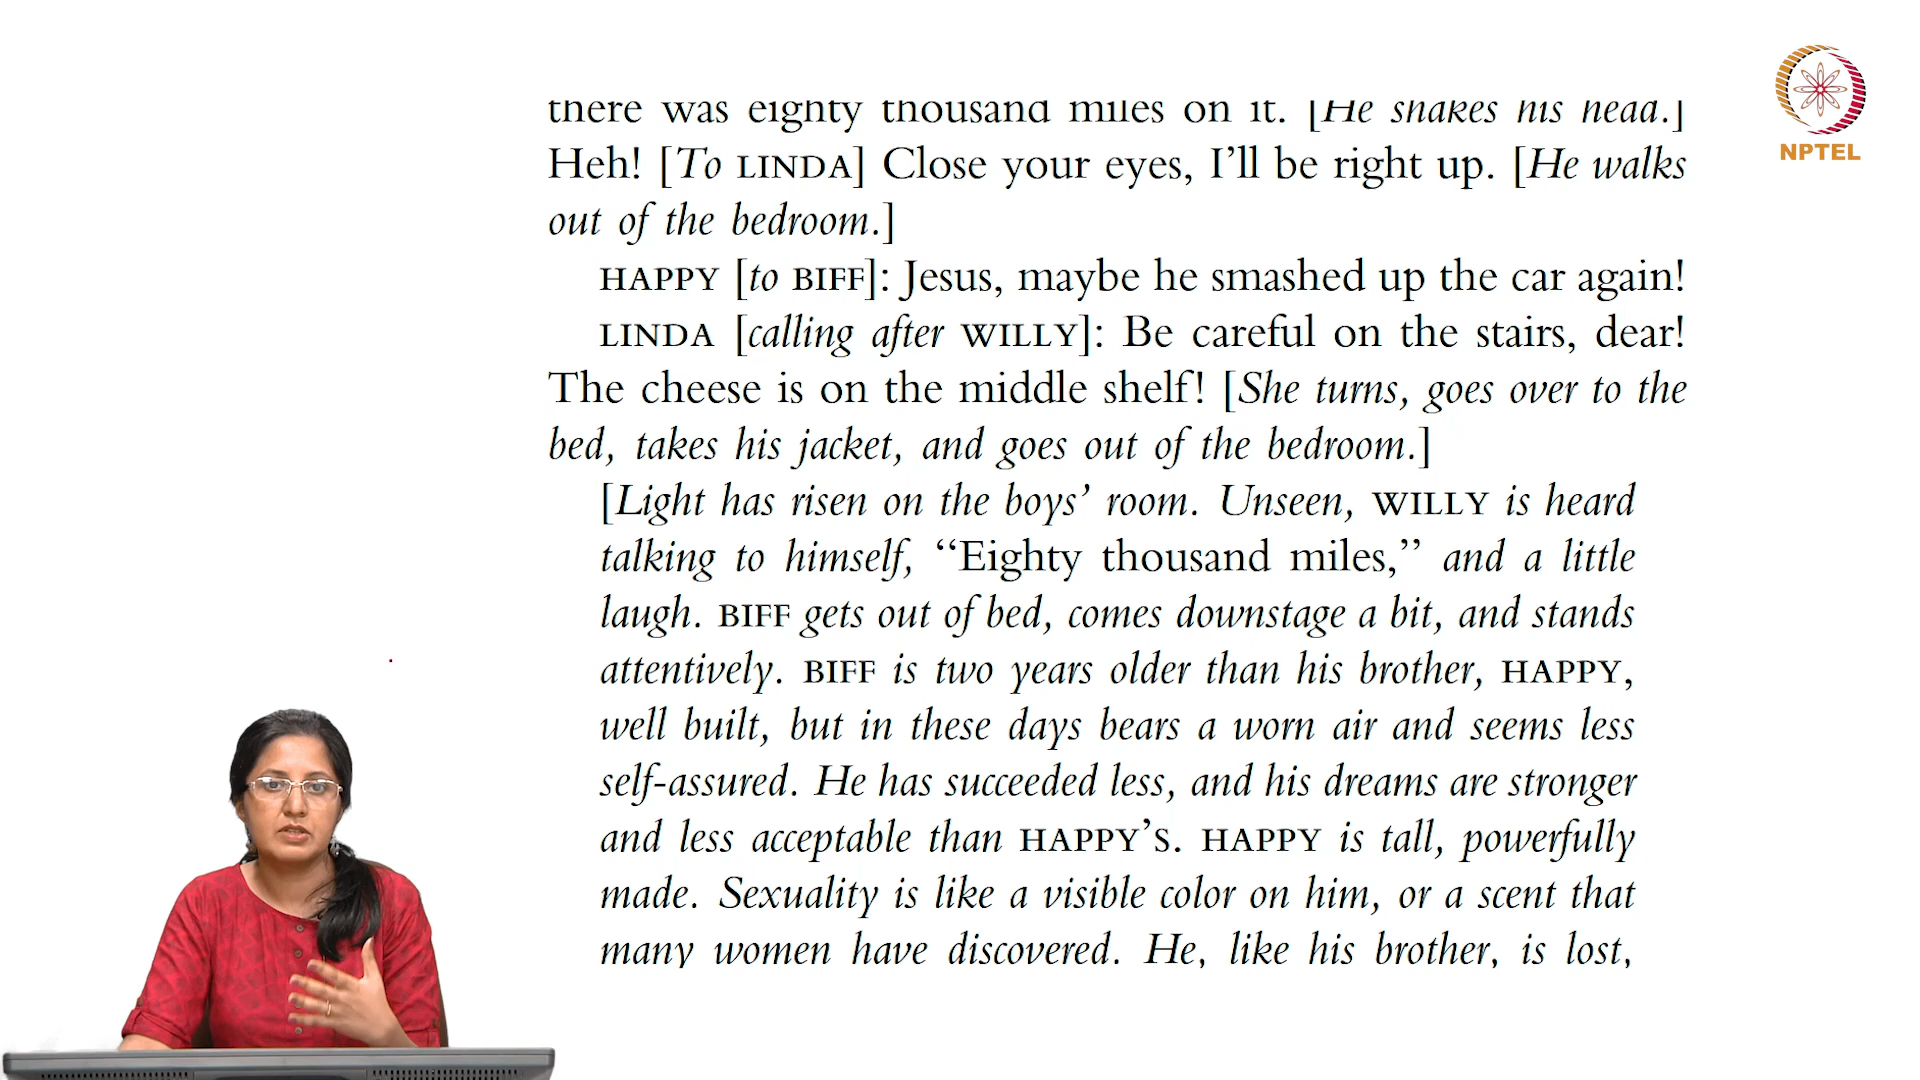 there was eighty thousand miles on it. [He shakes his head.]
Heh! [To LINDA] Close your eyes, I’ll be right up. [He walks
out of the bedroom.]
HAPPY [to BIFF]: Jesus, maybe he smashed up the car again!
LINDA [calling after WILLY]: Be careful on the stairs, dear!
The cheese is on the middle shelf! [She turns, goes over to the
bed, takes his jacket, and goes out of the bedroom.]
[Light has risen on the boys’ room. Unseen, WILLY is heard
talking to himself, “Eighty thousand miles,” and a little
laugh. BIFF gets out of bed, comes downstage a bit, and stands
attentively. BIFF is two years older than his brother, HAPPY,
well built, but in these days bears a worn air and seems less
self-assured. He has succeeded less, and his dreams are stronger
and less acceptable than HAPPY’S. HAPPY is tall, powerfully
made. Sexuality is like a visible color on him, or a scent that
many women have discovered. He, like his brother, is lost,
NPTEL